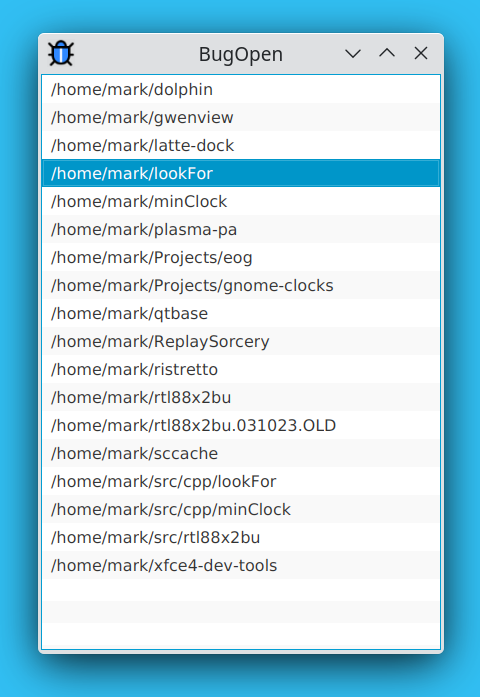 BugOpen
/home/mark/dolphin
/home/mark/gwenview
/home/mark/latte-dock
/home/mark/lookFor
/home/mark/minClock
/home/mark/plasma-pa
/home/mark/Projects/eog
/home/mark/Projects/gnome-clocks
/home/mark/qtbase
/home/mark/ReplaySorcery
/home/mark/ristretto
/home/mark/rtl88x2bu
/home/mark/rtl88x2bu.031023.OLD
/home/mark/sccache
/home/mark/src/cpp/lookFor
/home/mark/src/cpp/minClock
/home/mark/src/rtl88x2bu
/home/mark/xfce4-dev-tools